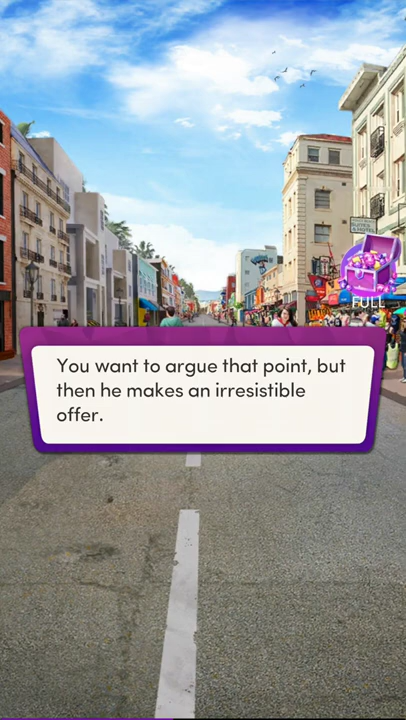 FULL
You want to argue that point, but
then he makes an irresistible
offer.